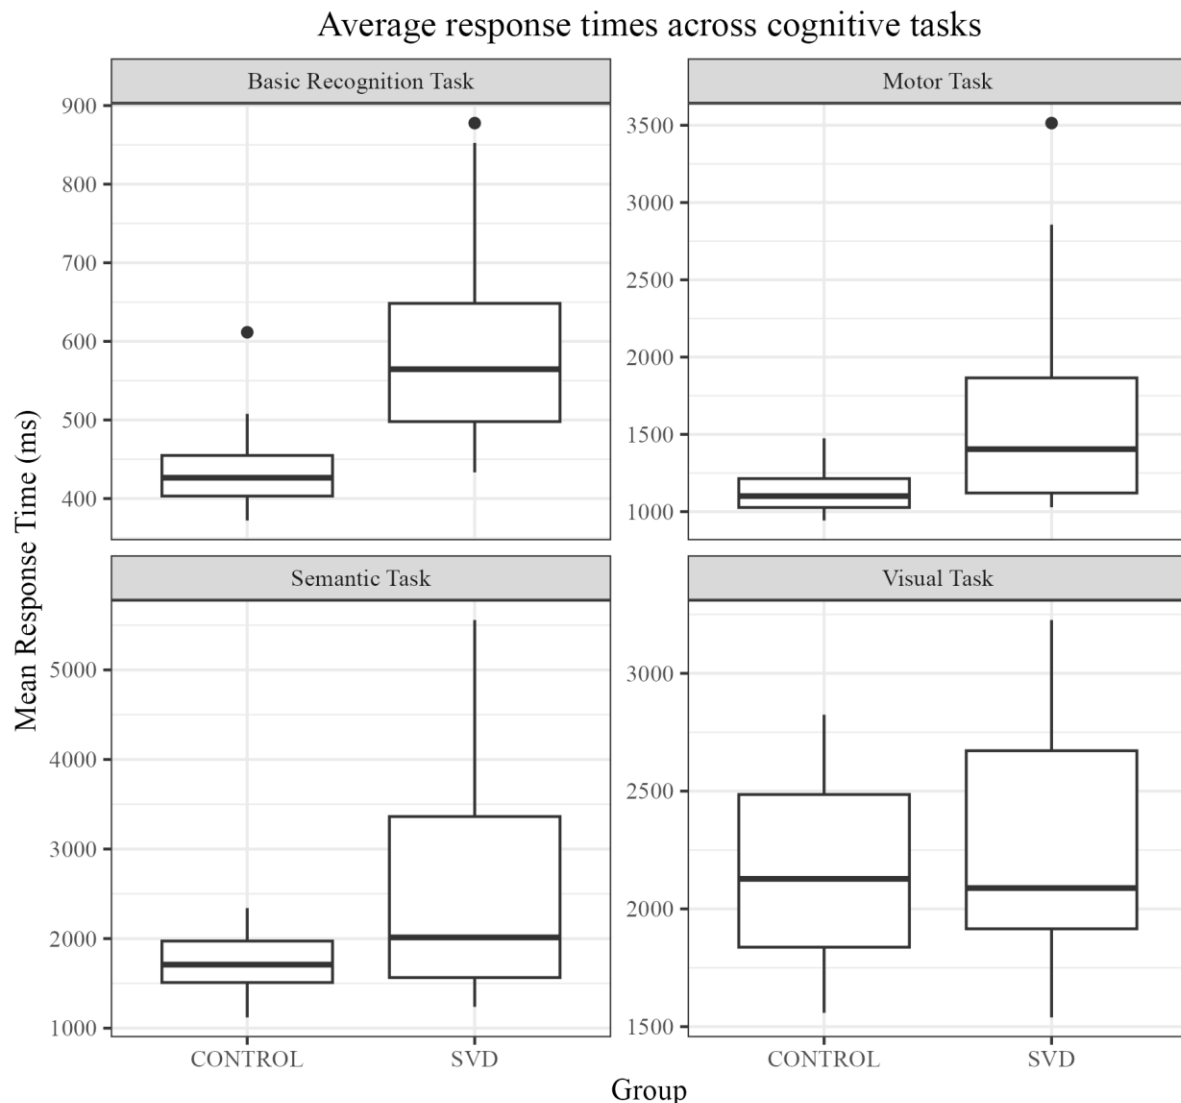 Average response times across cognitive tasks
Basic Recognition Task
Motor Task
900
800
700
600
500
400
3500
3000
2500
2000
1500
1000
Mean Response Time (ms)
Semantic Task
Visual Task
5000
4000
3000
2000
1000
3000
2500
2000
1500
CONTROL
SVD
CONTROL
SVD
Group